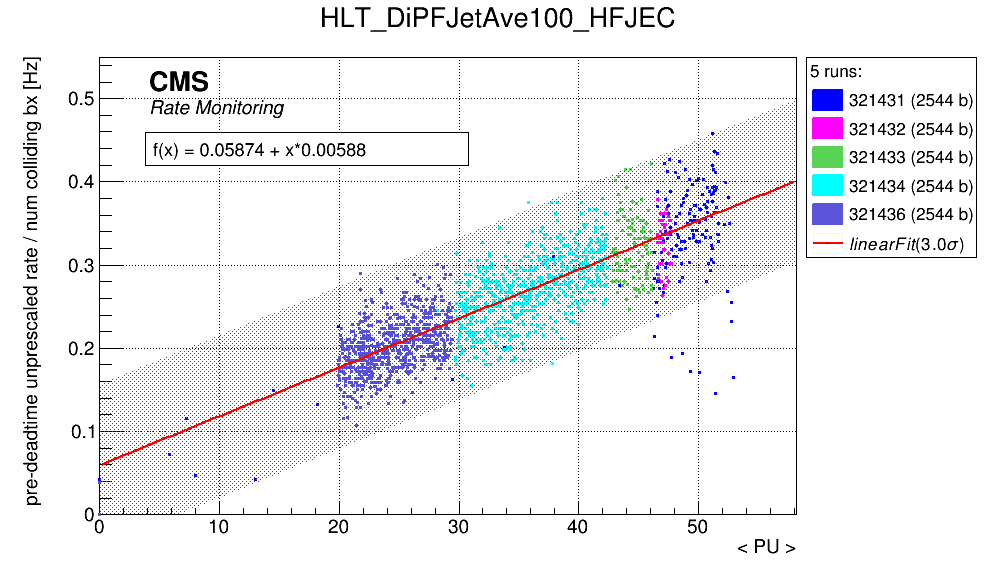 HLT_DiPFJetAve100_HFJEC
pre-deadtime unprescaled rate / num colliding bx [Hz]
CMS
Rate Monitoring
f(x) = 0.05874 + x*0.00588
0.5
0.4
0.3
0.2
0.1
0
0 10 20 30 40 50
< PU >
5 runs:
321431 (2544 b)
321432 (2544 b)
321433 (2544 b)
321434 (2544 b)
321436 (2544 b)
linearFit(3.0σ)